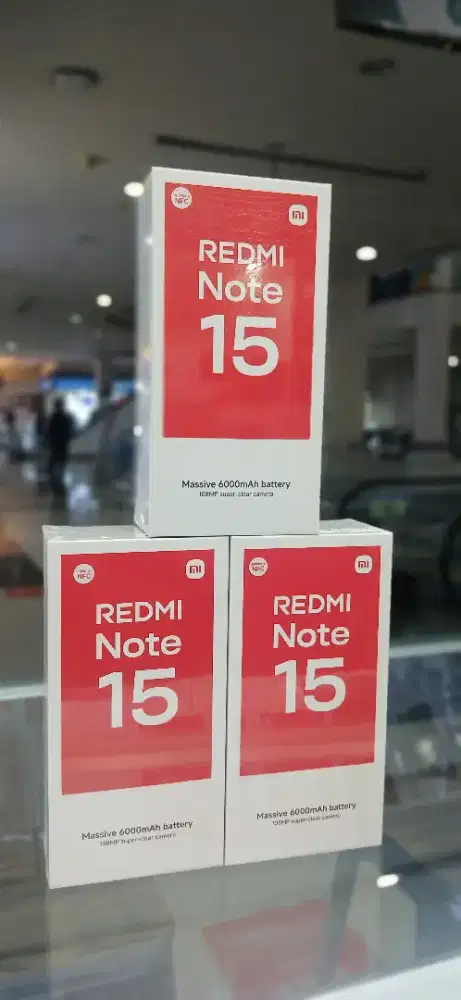 NFC
mi
REDMI
Note
15
Massive 6000mAh battery
108MP super-clear camera
NFC
mi
REDMI
Note
15
Massive 6000mAh battery
108MP super-clear camera
NFC
mi
REDMI
Note
15
Massive 6000mAh battery
108MP super-clear camera